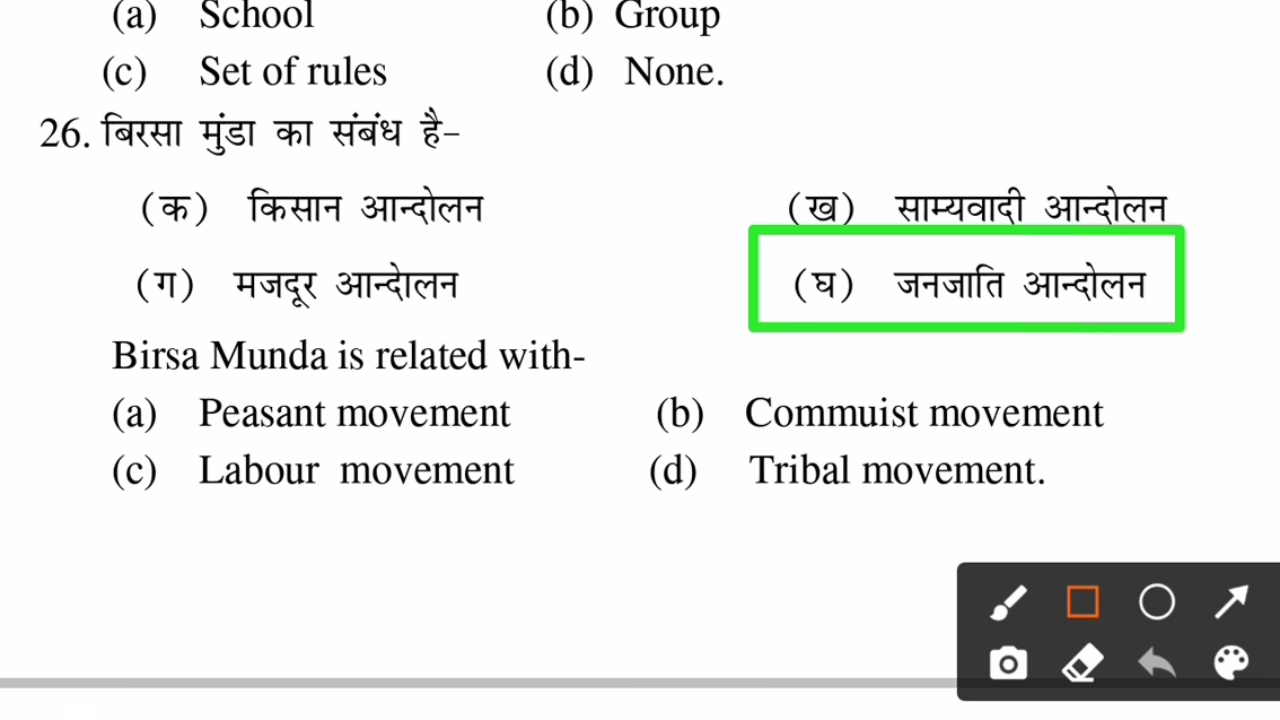 (a) School (b) Group
(c) Set of rules (d) None.
26. बिरसा मुंडा का संबंध है-
(क) किसान आन्दोलन (ख) साम्यवादी आन्दोलन
(ग) मजदूर आन्देालन (घ) जनजाति आन्दोलन
Birsa Munda is related with-
(a) Peasant movement (b) Commuist movement
(c) Labour movement (d) Tribal movement.